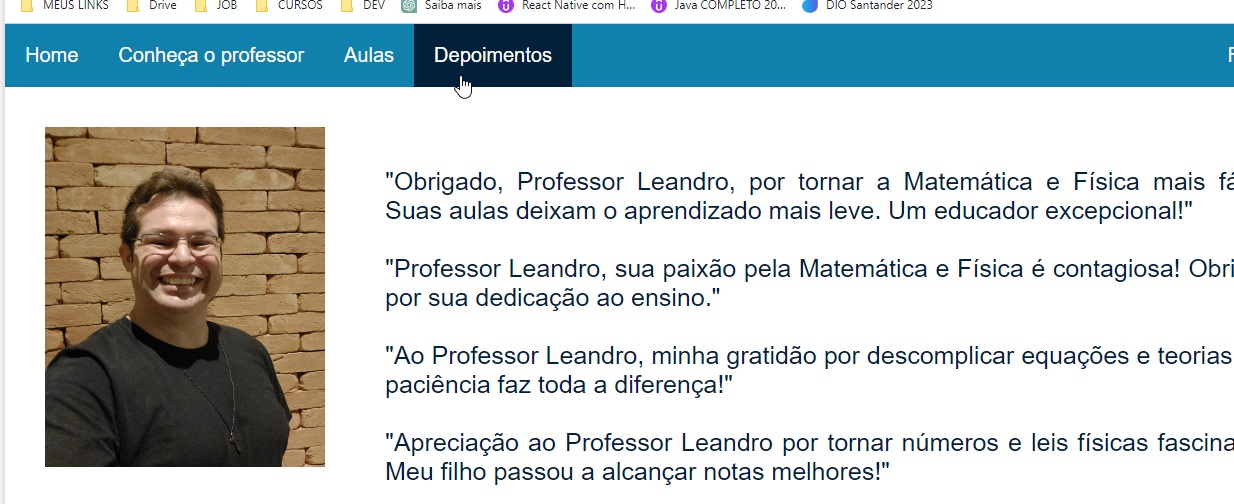 MEUS LINKS Drive JOB CURSOS DEV Saiba mais React Native com H... Java COMPLETO 20... DIO Santander 2023
Home Conheça o professor Aulas Depoimentos
"Obrigado, Professor Leandro, por tornar a Matemática e Física mais
Suas aulas deixam o aprendizado mais leve. Um educador excepcional!"
"Professor Leandro, sua paixão pela Matemática e Física é contagiosa!
por sua dedicação ao ensino."
"Ao Professor Leandro, minha gratidão por descomplicar equações e teorias
paciência faz toda a diferença!"
"Apreciação ao Professor Leandro por tornar números e leis físicas
Meu filho passou a alcançar notas melhores!"